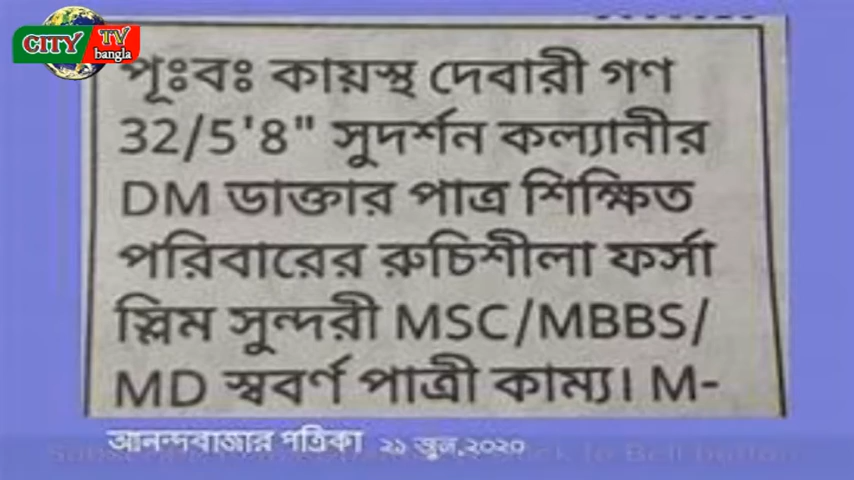 CITY TV
bangla
পূঃবঃ কায়স্থ দেবারী গণ
32/5'8" সুদর্শন কল্যানীর
DM ডাক্তার পাত্র শিক্ষিত
পরিবারের রুচিশীলা ফর্সা
স্লিম সুন্দরী MSC/MBBS/
MD স্ববর্ণ পাত্রী কাম্য। M-
আনন্দবাজার পত্রিকা ২১ জুন,২০২০